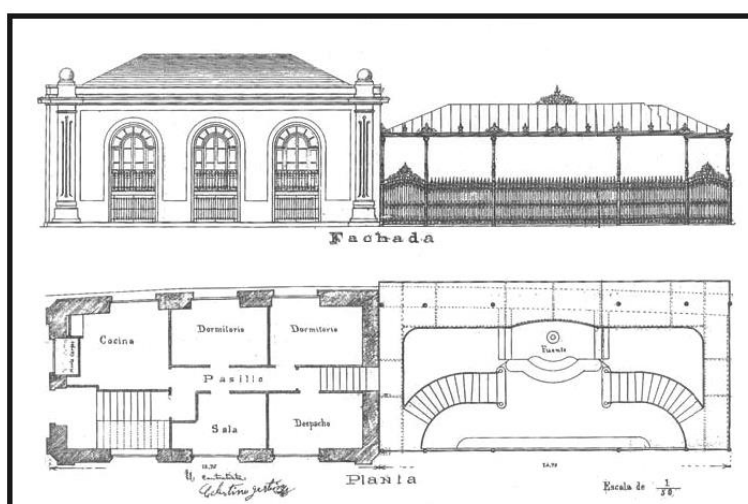 Fachada
Cocina
Dormitorio
Dormitorio
Pasillo
Fuente
Sala
Despacho
Planta
Escala de 1/50